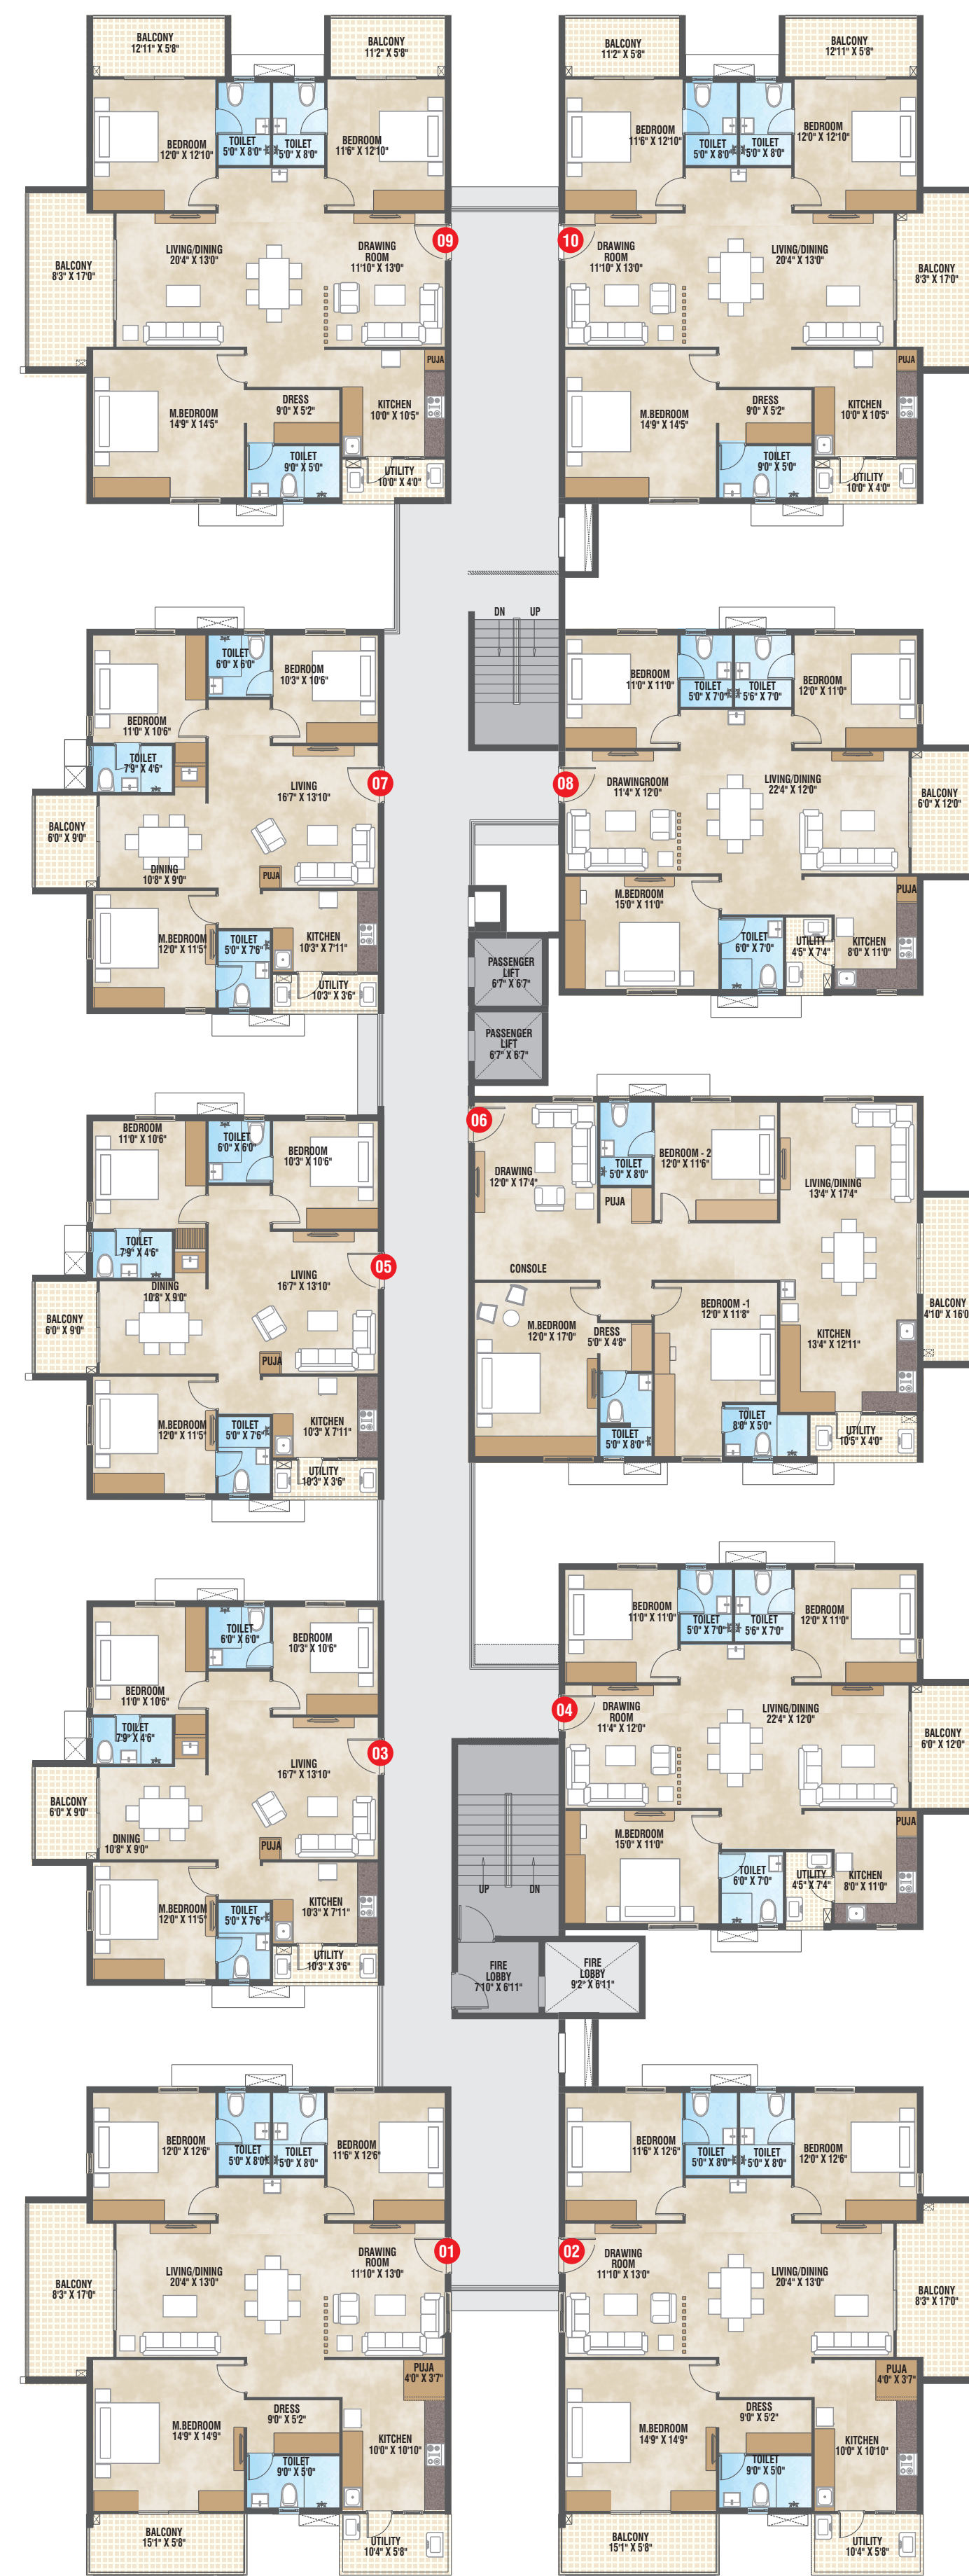 BALCONY
12'11" X 5'8"
BALCONY
11'2" X 5'8"
BALCONY
11'2" X 5'8"
BALCONY
12'11" X 5'8"
BEDROOM
12'0" X 12'10"
TOILET
5'0" X 8'0"
TOILET
5'0" X 8'0"
BEDROOM
11'6" X 12'10"
BEDROOM
11'6" X 12'10"
TOILET
5'0" X 8'0"
TOILET
5'0" X 8'0"
BEDROOM
12'0" X 12'10"
09
10
BALCONY
8'3" X 17'0"
LIVING/DINING
20'4" X 13'0"
DRAWING
ROOM
11'10" X 13'0"
DRAWING
ROOM
11'10" X 13'0"
LIVING/DINING
20'4" X 13'0"
BALCONY
8'3" X 17'0"
PUJA
PUJA
M.BEDROOM
14'9" X 14'5"
DRESS
9'0" X 5'2"
KITCHEN
10'0" X 10'5"
M.BEDROOM
14'9" X 14'5"
DRESS
9'0" X 5'2"
KITCHEN
10'0" X 10'5"
TOILET
9'0" X 5'0"
UTILITY
10'0" X 4'0"
TOILET
9'0" X 5'0"
UTILITY
10'0" X 4'0"
DN UP
BEDROOM
11'0" X 10'6"
TOILET
6'0" X 6'0"
BEDROOM
10'3" X 10'6"
BEDROOM
11'0" X 11'0"
TOILET
5'0" X 7'0"
TOILET
5'6" X 7'0"
BEDROOM
12'0" X 11'0"
TOILET
7'9" X 4'6"
LIVING
16'7" X 13'10"
07
08
DRAWINGROOM
11'4" X 12'0"
LIVING/DINING
22'4" X 12'0"
BALCONY
6'0" X 12'0"
BALCONY
6'0" X 9'0"
DINING
10'8" X 9'0"
PUJA
M.BEDROOM
15'0" X 11'0"
PUJA
M.BEDROOM
12'0" X 11'5"
TOILET
5'0" X 7'6"
KITCHEN
10'3" X 7'11"
UTILITY
10'3" X 3'6"
TOILET
6'0" X 7'0"
UTILITY
4'5" X 7'4"
KITCHEN
8'0" X 11'0"
PASSENGER
LIFT
6'7" X 6'7"
PASSENGER
LIFT
6'7" X 6'7"
BEDROOM
11'0" X 10'6"
TOILET
6'0" X 6'0"
BEDROOM
10'3" X 10'6"
06
DRAWING
12'0" X 17'4"
TOILET
5'0" X 8'0"
PUJA
BEDROOM - 2
12'0" X 11'6"
LIVING/DINING
13'4" X 17'4"
TOILET
7'9" X 4'6"
LIVING
16'7" X 13'10"
05
CONSOLE
BALCONY
6'0" X 9'0"
DINING
10'8" X 9'0"
PUJA
M.BEDROOM
12'0" X 17'0"
DRESS
5'0" X 4'8"
BEDROOM -1
12'0" X 11'8"
KITCHEN
13'4" X 12'11"
BALCONY
4'10" X 16'0"
M.BEDROOM
12'0" X 11'5"
TOILET
5'0" X 7'6"
KITCHEN
10'3" X 7'11"
UTILITY
10'3" X 3'6"
TOILET
5'0" X 8'0"
TOILET
8'0" X 5'0"
UTILITY
10'5" X 4'0"
BEDROOM
11'0" X 10'6"
TOILET
6'0" X 6'0"
BEDROOM
10'3" X 10'6"
BEDROOM
11'0" X 11'0"
TOILET
5'0" X 7'0"
TOILET
5'6" X 7'0"
BEDROOM
12'0" X 11'0"
TOILET
7'9" X 4'6"
LIVING
16'7" X 13'10"
03
04
DRAWING
ROOM
11'4" X 12'0"
LIVING/DINING
22'4" X 12'0"
BALCONY
6'0" X 12'0"
BALCONY
6'0" X 9'0"
DINING
10'8" X 9'0"
PUJA
M.BEDROOM
15'0" X 11'0"
PUJA
UP DN
M.BEDROOM
12'0" X 11'5"
TOILET
5'0" X 7'6"
KITCHEN
10'3" X 7'11"
UTILITY
10'3" X 3'6"
TOILET
6'0" X 7'0"
UTILITY
4'5" X 7'4"
KITCHEN
8'0" X 11'0"
FIRE
LOBBY
7'10" X 6'11"
FIRE
LOBBY
9'2" X 6'11"
BEDROOM
12'0" X 12'6"
TOILET
5'0" X 8'0"
TOILET
5'0" X 8'0"
BEDROOM
11'6" X 12'6"
BEDROOM
11'6" X 12'6"
TOILET
5'0" X 8'0"
TOILET
5'0" X 8'0"
BEDROOM
12'0" X 12'6"
01
02
BALCONY
8'3" X 17'0"
LIVING/DINING
20'4" X 13'0"
DRAWING
ROOM
11'10" X 13'0"
DRAWING
ROOM
11'10" X 13'0"
LIVING/DINING
20'4" X 13'0"
BALCONY
8'3" X 17'0"
PUJA
4'0" X 3'7"
PUJA
4'0" X 3'7"
M.BEDROOM
14'9" X 14'9"
DRESS
9'0" X 5'2"
KITCHEN
10'0" X 10'10"
M.BEDROOM
14'9" X 14'9"
DRESS
9'0" X 5'2"
KITCHEN
10'0" X 10'10"
TOILET
9'0" X 5'0"
TOILET
9'0" X 5'0"
BALCONY
15'1" X 5'8"
UTILITY
10'4" X 5'8"
BALCONY
15'1" X 5'8"
UTILITY
10'4" X 5'8"